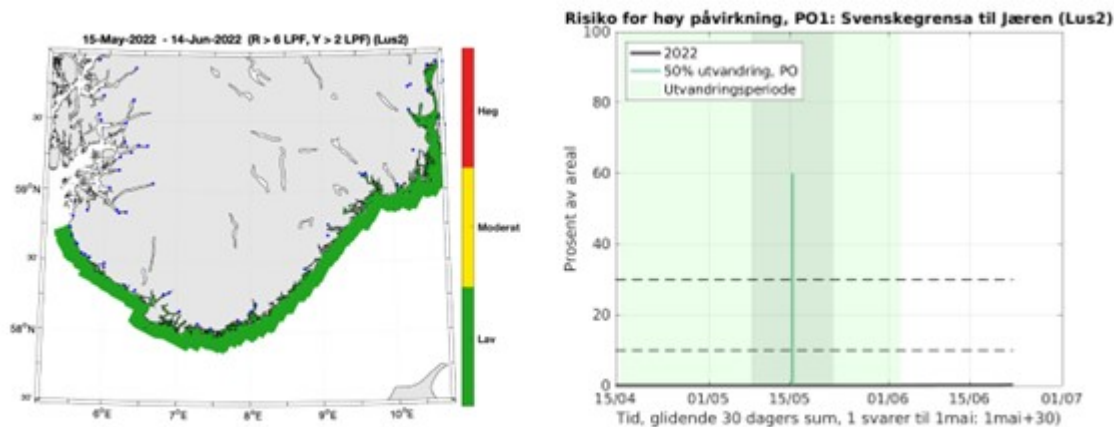 15-May-2022 - 14-Jun-2022 (R > 6 LPF, Y > 2 LPF) (Lus2)
30'
59°N
30'
58°N
30'
6°E
7°E
8°E
9°E
10°E
Høg
Moderat
Lav
Risiko for høy påvirkning, PO1: Svenskegrensa til Jæren (Lus2)
2022
50% utvandring, PO
Utvandringsperiode
Prosent av areal
100
80
60
40
20
0
15/04
01/05
15/05
01/06
15/06
01/07
Tid, glidende 30 dagers sum, 1 svarer til 1mai: 1mai+30)